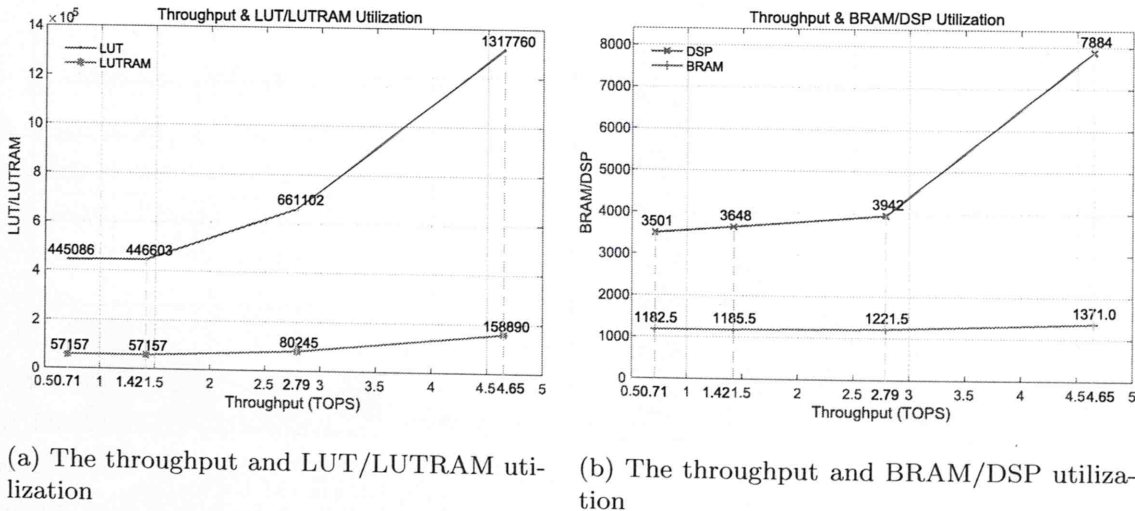 Throughput & LUT/LUTRAM Utilization
14 ×10⁵
LUT
LUTRAM
1317760
12
10
8
661102
6
445086 446603
4
2
158890
57157 57157 80245
0
0.50.71 1 1.421.5 2 2.5 2.79 3 3.5 4 4.54.65 5
LUT/LUTRAM
Throughput (TOPS)
(a) The throughput and LUT/LUTRAM uti-
lization
Throughput & BRAM/DSP Utilization
8000
DSP
BRAM
7884
7000
6000
5000
4000
3501 3648 3942
3000
2000
1182.5 1185.5 1221.5 1371.0
1000
0
0.50.71 1 1.421.5 2 2.5 2.79 3 3.5 4 4.54.65 5
BRAM/DSP
Throughput (TOPS)
(b) The throughput and BRAM/DSP utiliza-
tion